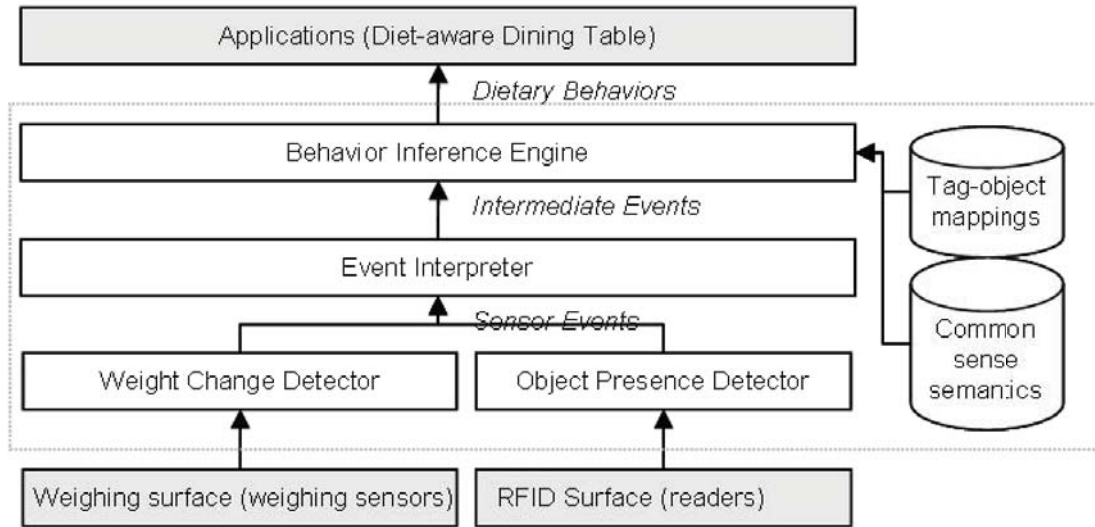 Applications (Diet-aware Dining Table)
Dietary Behaviors
Behavior Inference Engine
Tag-object
mappings
Intermediate Events
Event Interpreter
Sensor Events
Common
sense
semantics
Weight Change Detector
Object Presence Detector
Weighing surface (weighing sensors)
RFID Surface (readers)